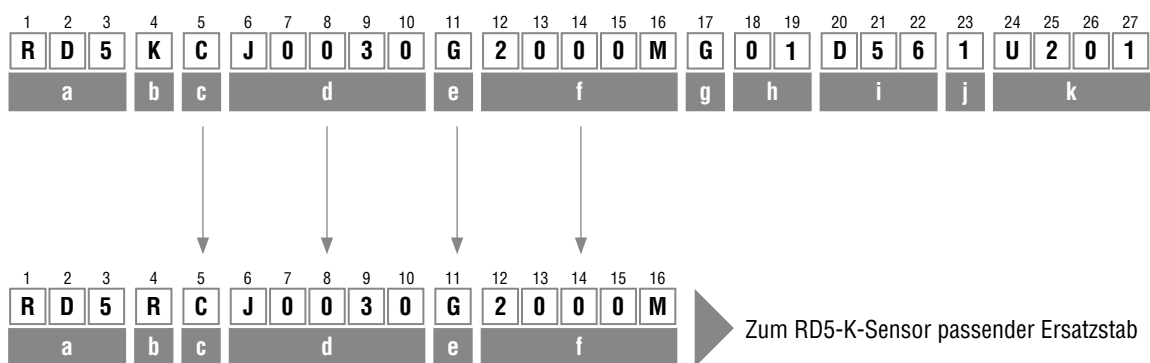 1 2 3 4 5 6 7 8 9 10 11 12 13 14 15 16 17 18 19 20 21 22 23 24 25 26 27
R D 5 K C J 0 0 3 0 G 2 0 0 0 M G 0 1 D 5 6 1 U 2 0 1
a b c d e f g h i j k
1 2 3 4 5 6 7 8 9 10 11 12 13 14 15 16
R D 5 R C J 0 0 3 0 G 2 0 0 0 M
a b c d e f
Zum RD5-K-Sensor passender Ersatzstab